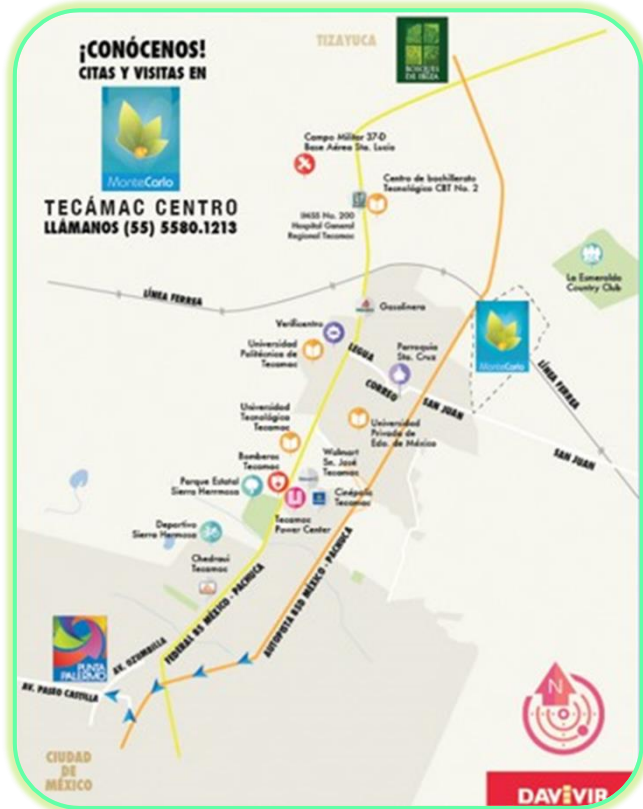 ¡CONÓCENOS!
CITAS Y VISITAS EN
MonteCarlo
TECÁMAC CENTRO
LLÁMANOS (55) 5580.1213
TIZAYUCA
BOSQUES
DE IBIZA
Campo Militar 37-D
Base Aérea Sta. Lucía
Centro de bachillerato
Tecnológico CBT No. 2
IMSS No. 200
Hospital General
Regional Tecamac
La Esmeralda
Country Club
LÍNEA FERREA
Gasolinera
Verificentro
Universidad
Politécnica de
Tecamac
LEGUA
Parroquia
Sta. Cruz
MonteCarlo
LÍNEA FERREA
CORREO
SAN JUAN
SAN JUAN
Universidad
Tecnológica
Tecamac
Universidad
Privada de
Edo. de México
Bomberos
Tecamac
Walmart
Sn. José
Tecamac
Parque Estatal
Sierra Hermosa
Cinépolis
Tecamac
Tecamac
Power Center
Deportivo
Sierra Hermosa
Chedraui
Tecamac
FEDERAL 85 MÉXICO - PACHUCA
AUTOPISTA 85D MÉXICO - PACHUCA
AV. OZUMBILLA
PUNTA
PALERMO
AV. PASEO CASTILLA
CIUDAD
DE
MÉXICO
N
DAVIVIR